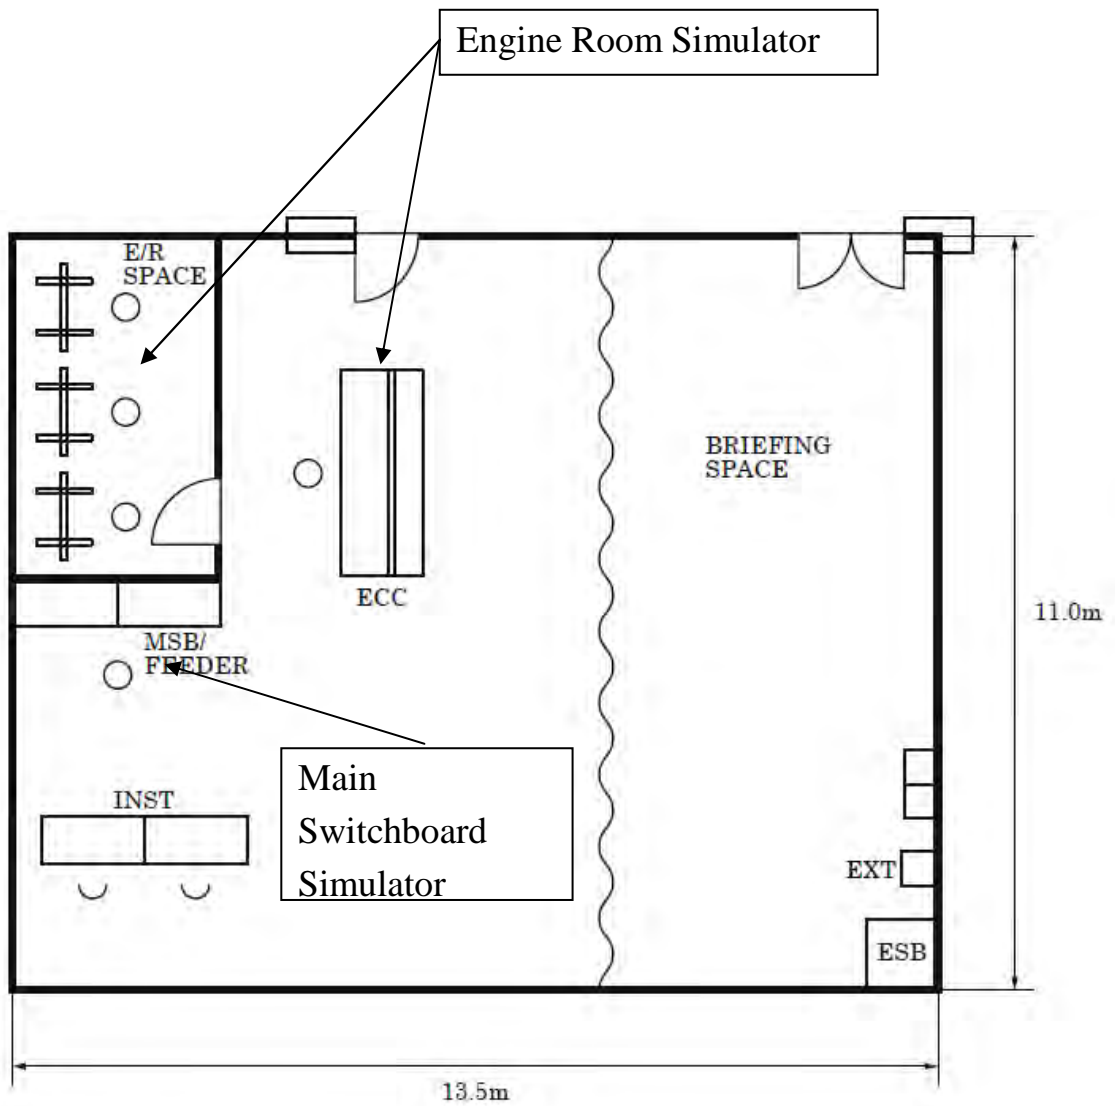 Engine Room Simulator
E/R
SPACE
BRIEFING
SPACE
ECC
11.0m
MSB/
FEEDER
Main
Switchboard
Simulator
INST
EXT
ESB
13.5m